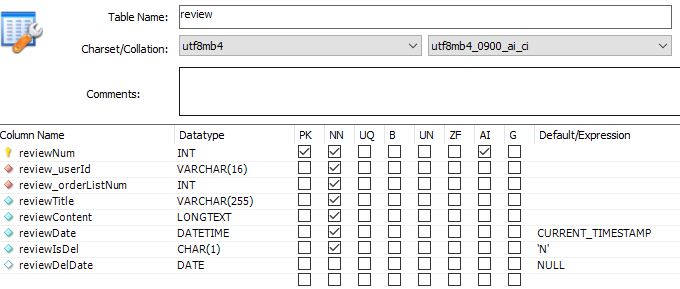 Table Name: review
Charset/Collation: utf8mb4 utf8mb4_0900_ai_ci
Comments:
Column Name Datatype PK NN UQ B UN ZF AI G Default/Expression
reviewNum INT
review_userId VARCHAR(16)
review_orderListNum INT
reviewTitle VARCHAR(255)
reviewContent LONGTEXT
reviewDate DATETIME CURRENT_TIMESTAMP
reviewIsDel CHAR(1) 'N'
reviewDelDate DATE NULL